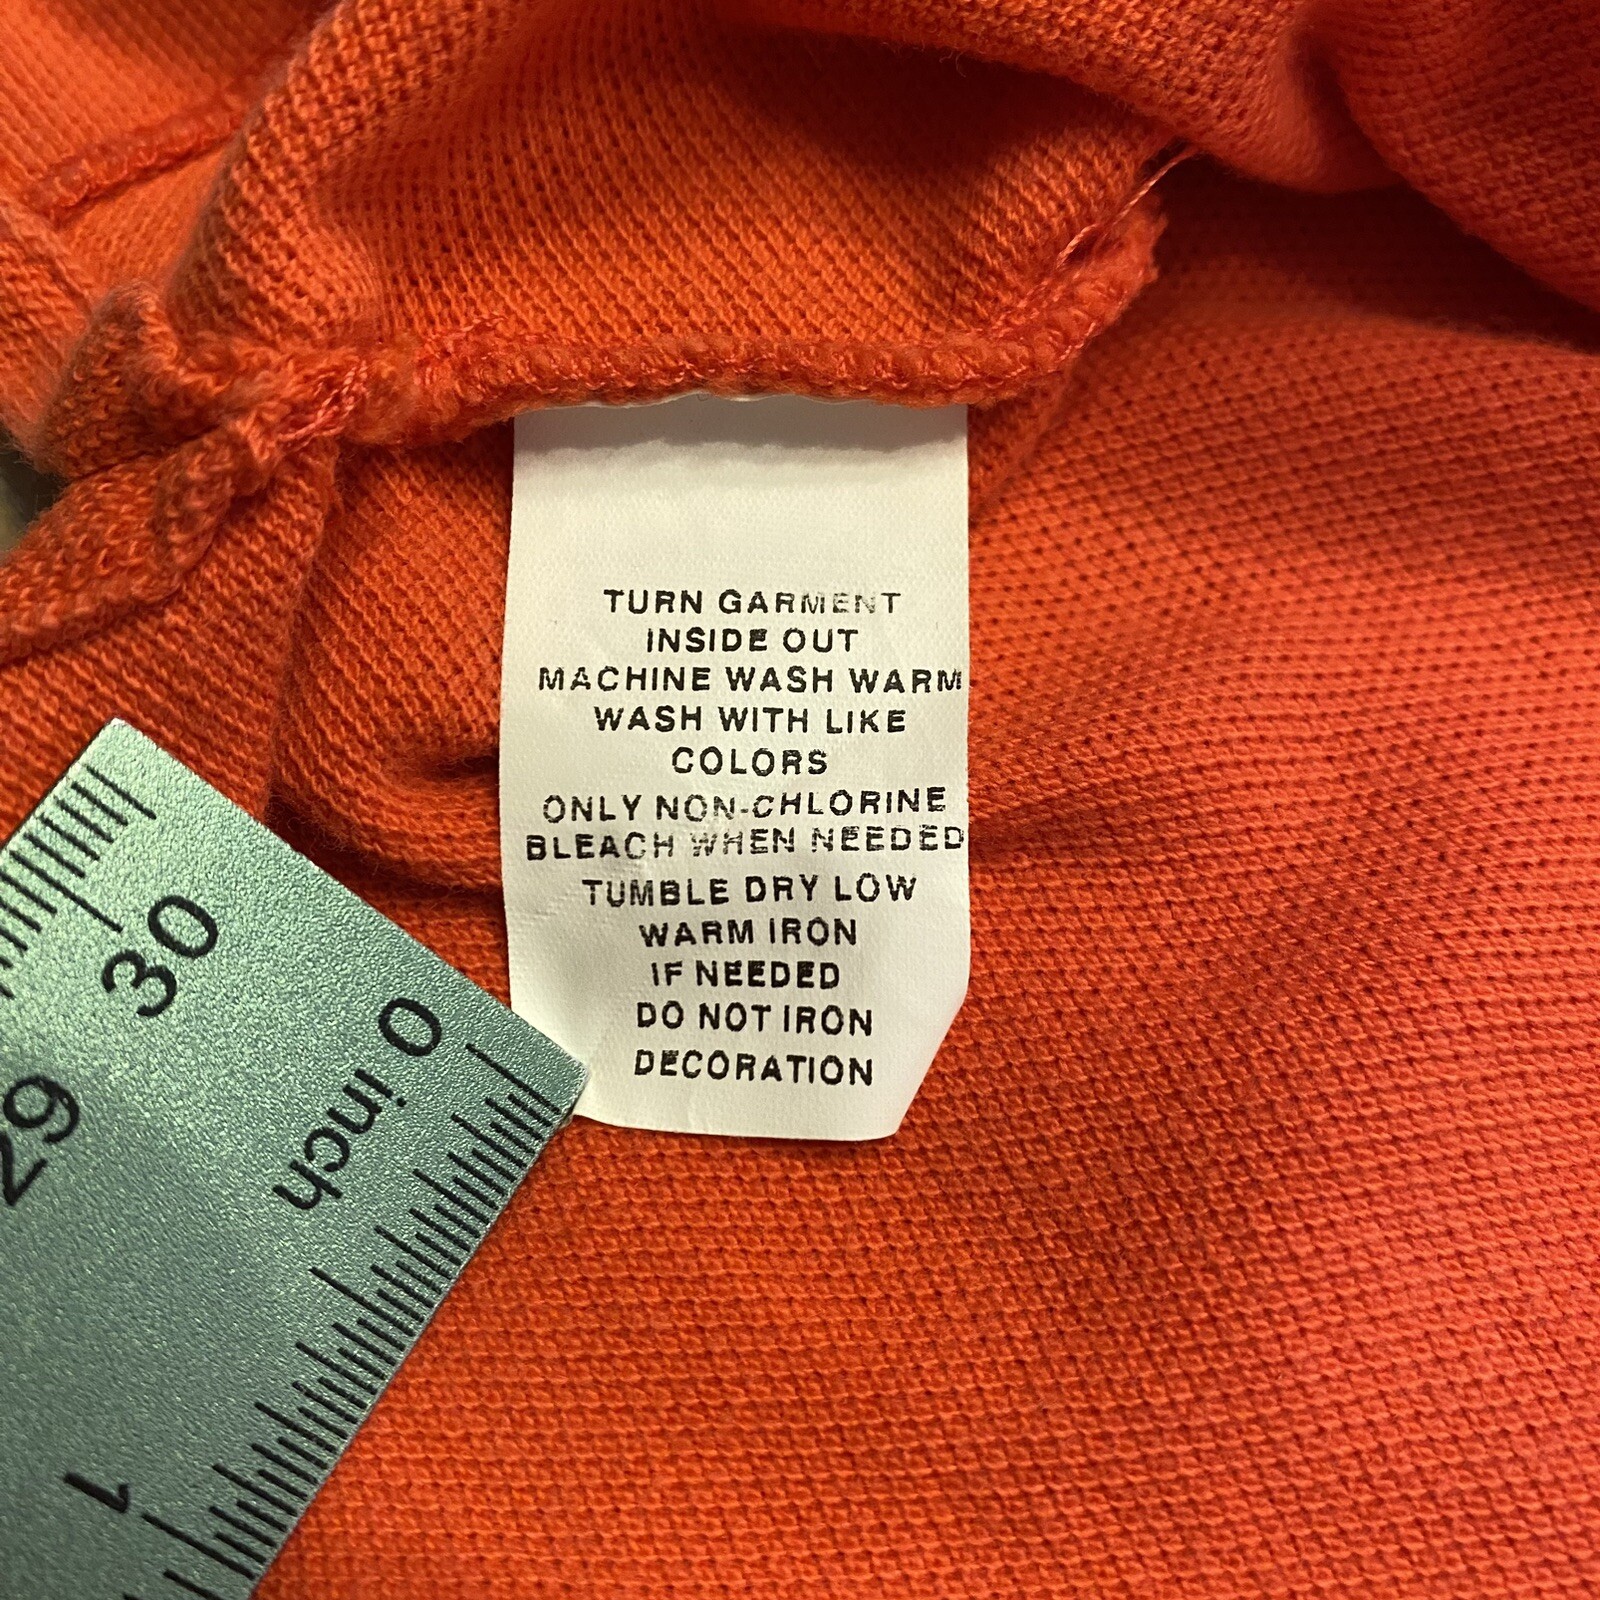 TURN GARMENT
INSIDE OUT
MACHINE WASH WARM
WASH WITH LIKE
COLORS
ONLY NON-CHLORINE
BLEACH WHEN NEEDED
TUMBLE DRY LOW
WARM IRON
IF NEEDED
DO NOT IRON
DECORATION
30
29
0
inch
1